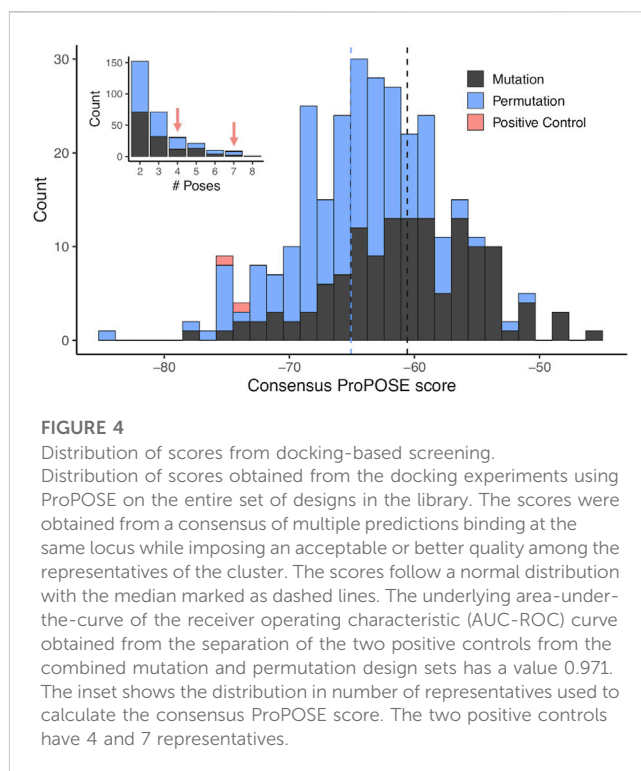 30
20
10
0
Count
150
100
50
0
Count
2 3 4 5 6 7 8
# Poses
Mutation
Permutation
Positive Control
−80 −70 −60 −50
Consensus ProPOSE score
FIGURE 4
Distribution of scores from docking-based screening.
Distribution of scores obtained from the docking experiments using
ProPOSE on the entire set of designs in the library. The scores were
obtained from a consensus of multiple predictions binding at the
same locus while imposing an acceptable or better quality among the
representatives of the cluster. The scores follow a normal distribution
with the median marked as dashed lines. The underlying area-under-
the-curve of the receiver operating characteristic (AUC-ROC) curve
obtained from the separation of the two positive controls from the
combined mutation and permutation design sets has a value 0.971.
The inset shows the distribution in number of representatives used to
calculate the consensus ProPOSE score. The two positive controls
have 4 and 7 representatives.